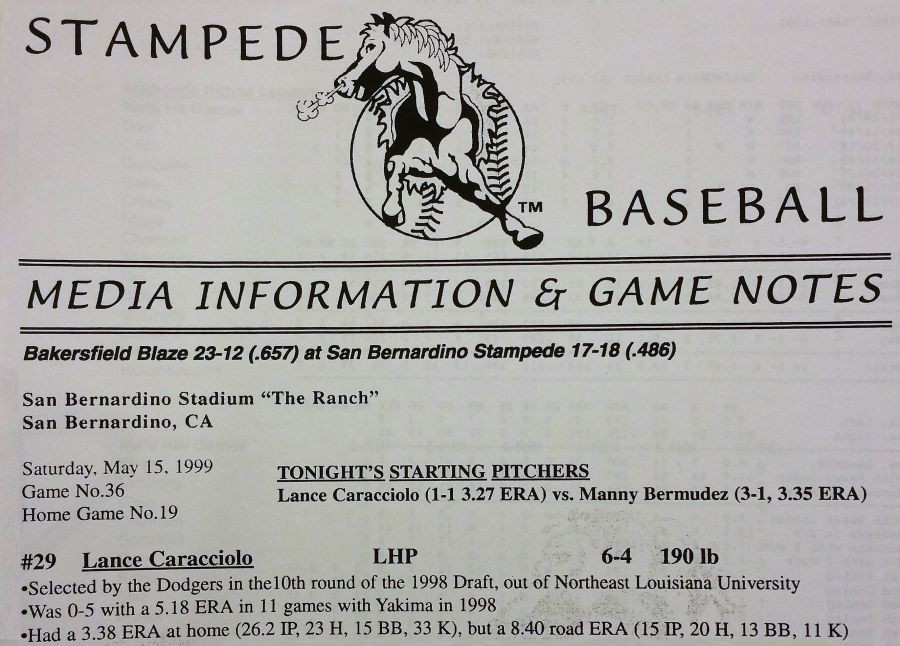 STAMPEDE
TM
BASEBALL
MEDIA INFORMATION & GAME NOTES
Bakersfield Blaze 23-12 (.657) at San Bernardino Stampede 17-18 (.486)
San Bernardino Stadium “The Ranch”
San Bernardino, CA
Saturday, May 15, 1999
Game No.36
Home Game No.19
TONIGHT'S STARTING PITCHERS
Lance Caracciolo (1-1 3.27 ERA) vs. Manny Bermudez (3-1, 3.35 ERA)
#29 Lance Caracciolo LHP 6-4 190 lb
•Selected by the Dodgers in the10th round of the 1998 Draft, out of Northeast Louisiana University
•Was 0-5 with a 5.18 ERA in 11 games with Yakima in 1998
•Had a 3.38 ERA at home (26.2 IP, 23 H, 15 BB, 33 K), but a 8.40 road ERA (15 IP, 20 H, 13 BB, 11 K)